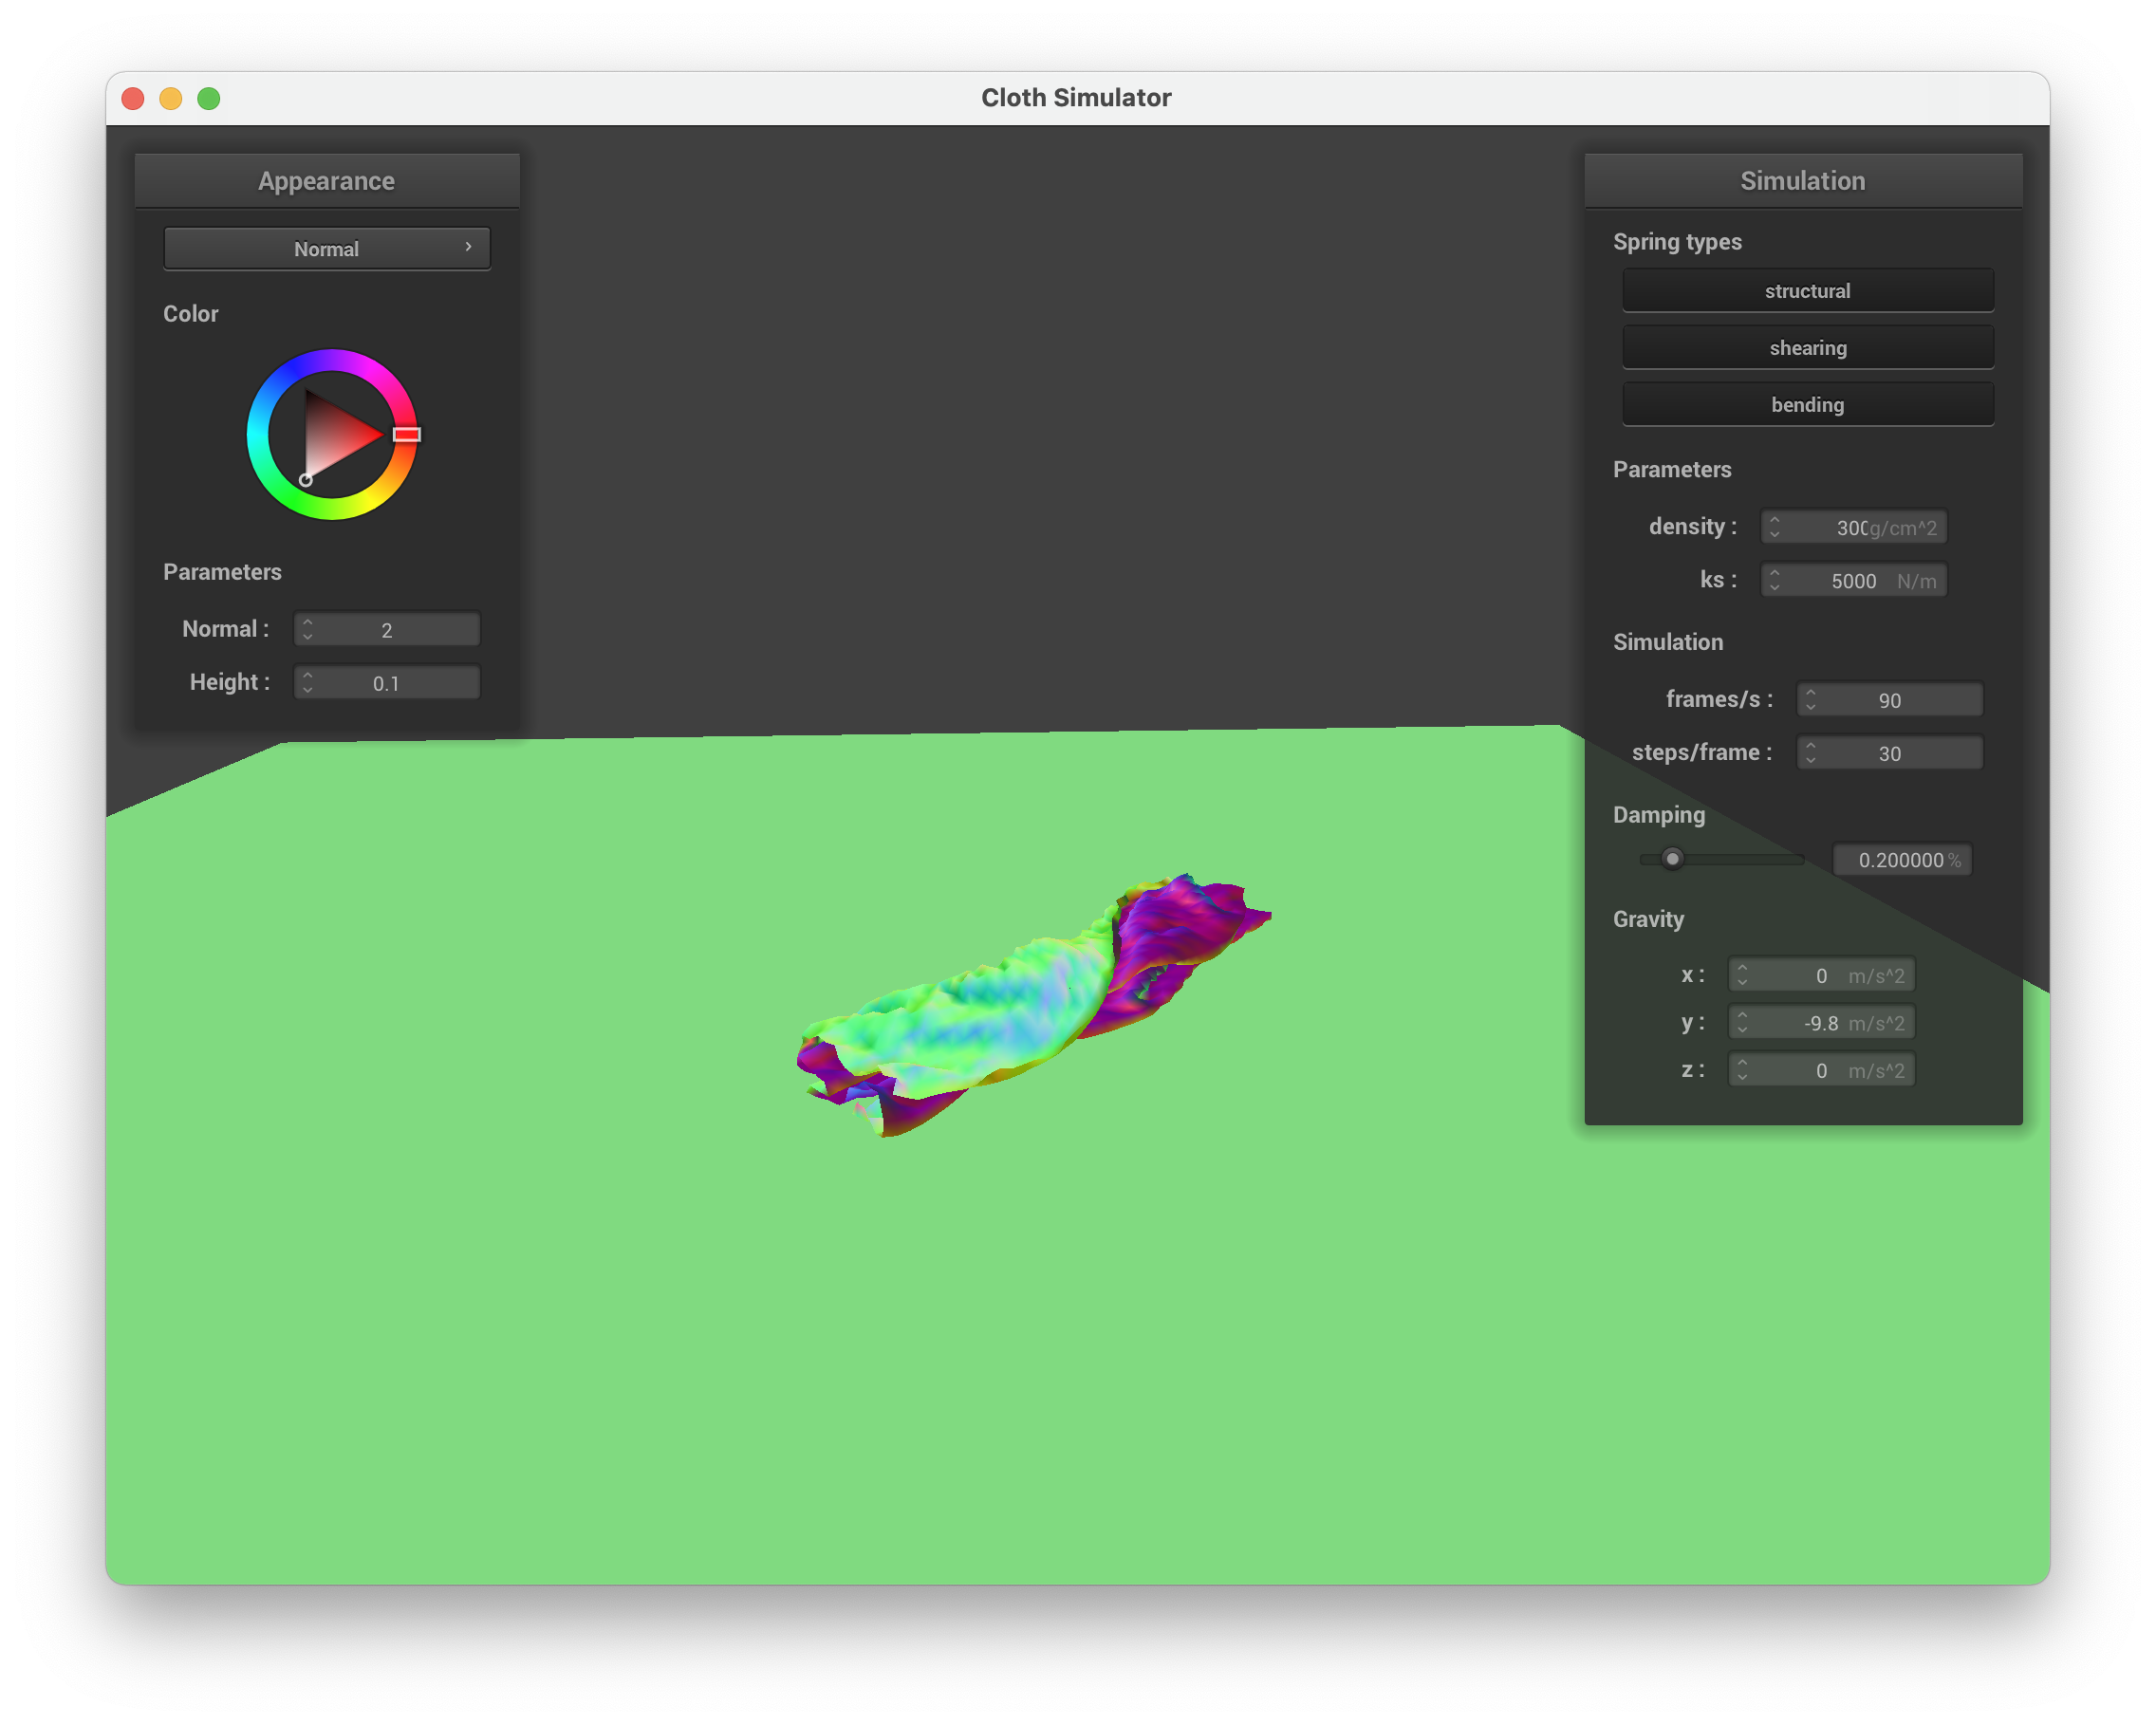 Cloth Simulator
Appearance
Normal
Color
Parameters
Normal : 2
Height : 0.1
Simulation
Spring types
structural
shearing
bending
Parameters
density : 300 g/cm^2
ks : 5000 N/m
Simulation
frames/s : 90
steps/frame : 30
Damping
0.200000 %
Gravity
x : 0 m/s^2
y : -9.8 m/s^2
z : 0 m/s^2